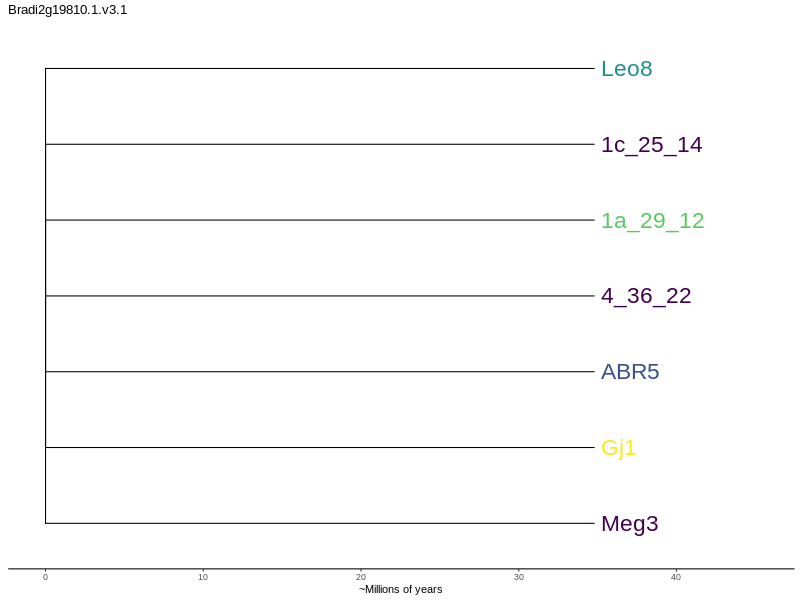 Bradi2g19810.1.v3.1
Leo8
1c_25_14
1a_29_12
4_36_22
ABR5
Gj1
Meg3
0 10 20 30 40
~Millions of years